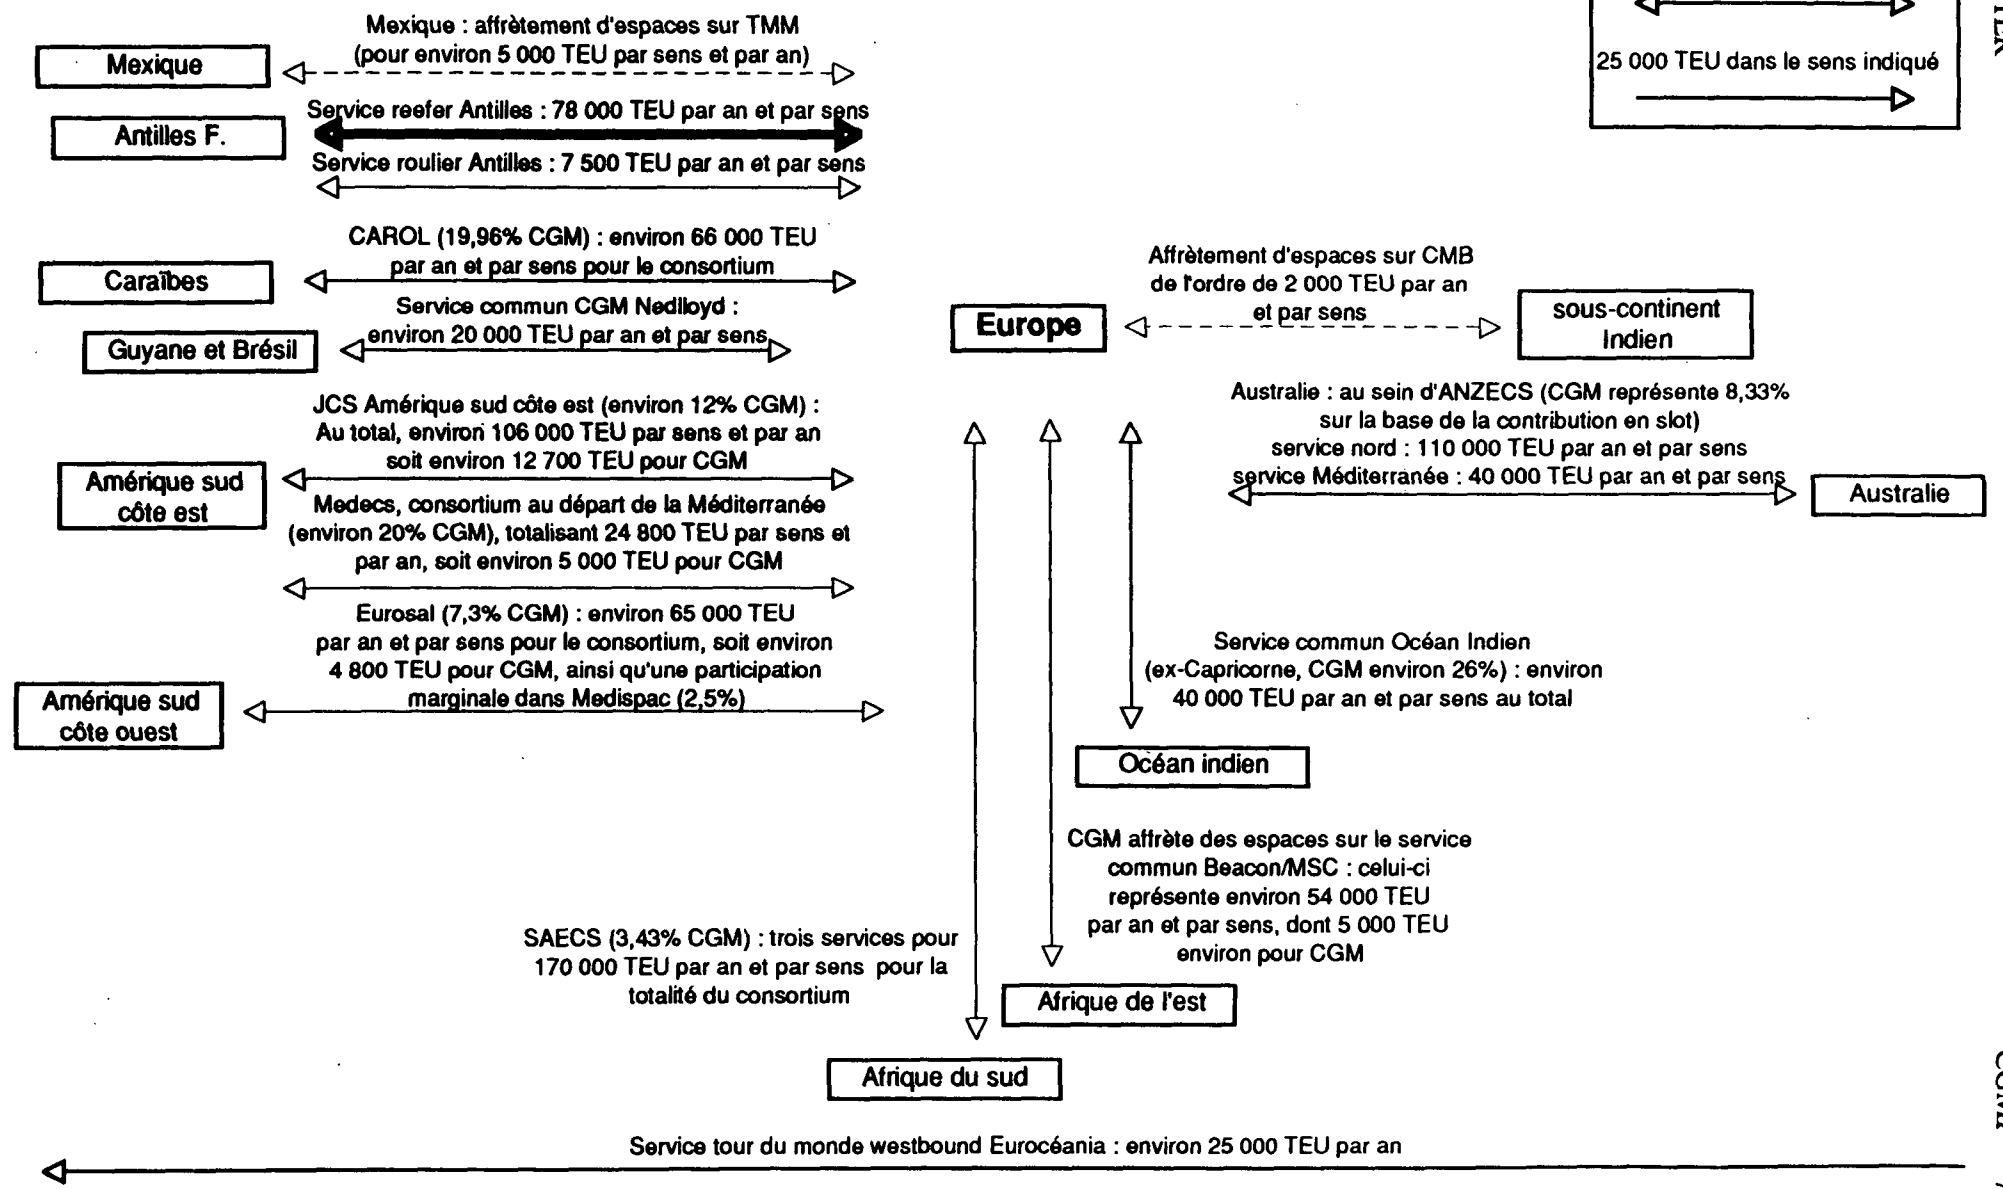 Mexique : affrètement d'espaces sur TMM
(pour environ 5 000 TEU par sens et par an)
Mexique
Service reefer Antilles : 78 000 TEU par an et par sens
Antilles F.
Service roulier Antilles : 7 500 TEU par an et par sens
CAROL (19,96% CGM) : environ 66 000 TEU
par an et par sens pour le consortium
Caraïbes
Service commun CGM Nedlloyd :
environ 20 000 TEU par an et par sens
Guyane et Brésil
JCS Amérique sud côte est (environ 12% CGM) :
Au total, environ 106 000 TEU par sens et par an
soit environ 12 700 TEU pour CGM
Amérique sud
côte est
Medecs, consortium au départ de la Méditerranée
(environ 20% CGM), totalisant 24 800 TEU par sens et
par an, soit environ 5 000 TEU pour CGM
Eurosal (7,3% CGM) : environ 65 000 TEU
par an et par sens pour le consortium, soit environ
4 800 TEU pour CGM, ainsi qu'une participation
marginale dans Medispac (2,5%)
Amérique sud
côte ouest
25 000 TEU dans le sens indiqué
Europe
Affrètement d'espaces sur CMB
de l'ordre de 2 000 TEU par an
et par sens
sous-continent
Indien
Australie : au sein d'ANZECS (CGM représente 8,33%
sur la base de la contribution en slot)
service nord : 110 000 TEU par an et par sens
service Méditerranée : 40 000 TEU par an et par sens
Australie
Service commun Océan Indien
(ex-Capricorne, CGM environ 26%) : environ
40 000 TEU par an et par sens au total
Océan indien
CGM affrète des espaces sur le service
commun Beacon/MSC : celui-ci
représente environ 54 000 TEU
par an et par sens, dont 5 000 TEU
environ pour CGM
Afrique de l'est
SAECS (3,43% CGM) : trois services pour
170 000 TEU par an et par sens pour la
totalité du consortium
Afrique du sud
Service tour du monde westbound Eurocéania : environ 25 000 TEU par an